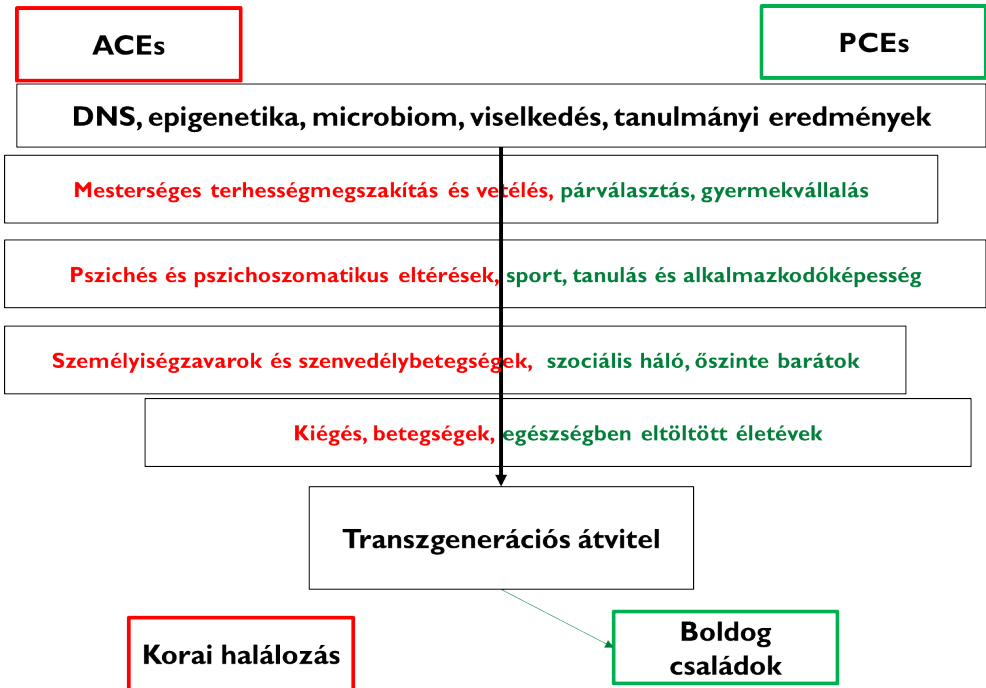 ACEs
PCEs
DNS, epigenetika, microbiom, viselkedés, tanulmányi eredmények
Mesterséges terhességmegszakítás és vetélés, párválasztás, gyermekvállalás
Pszichés és pszichoszomatikus eltérések, sport, tanulás és alkalmazkodóképesség
Személyiségzavarok és szenvedélybetegségek, szociális háló, őszinte barátok
Kiégés, betegségek, egészségben eltöltött életévek
Transzgenerációs átvitel
Korai halálozás
Boldog
családok